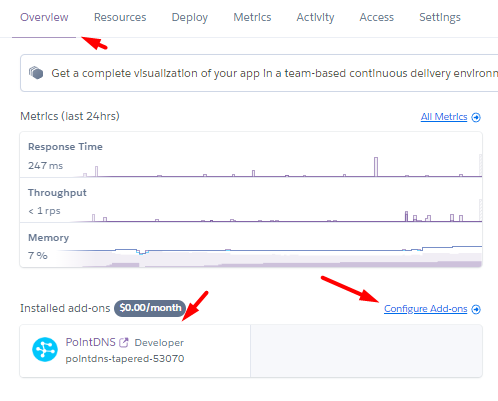 Overview Resources Deploy Metrics Activity Access Settings
Get a complete visualization of your app in a team-based continuous delivery environm
Metrics (last 24hrs) All Metrics
Response Time
247 ms
Throughput
< 1 rps
Memory
7 %
Installed add-ons $0.00/month Configure Add-ons
PointDNS Developer
pointdns-tapered-53070